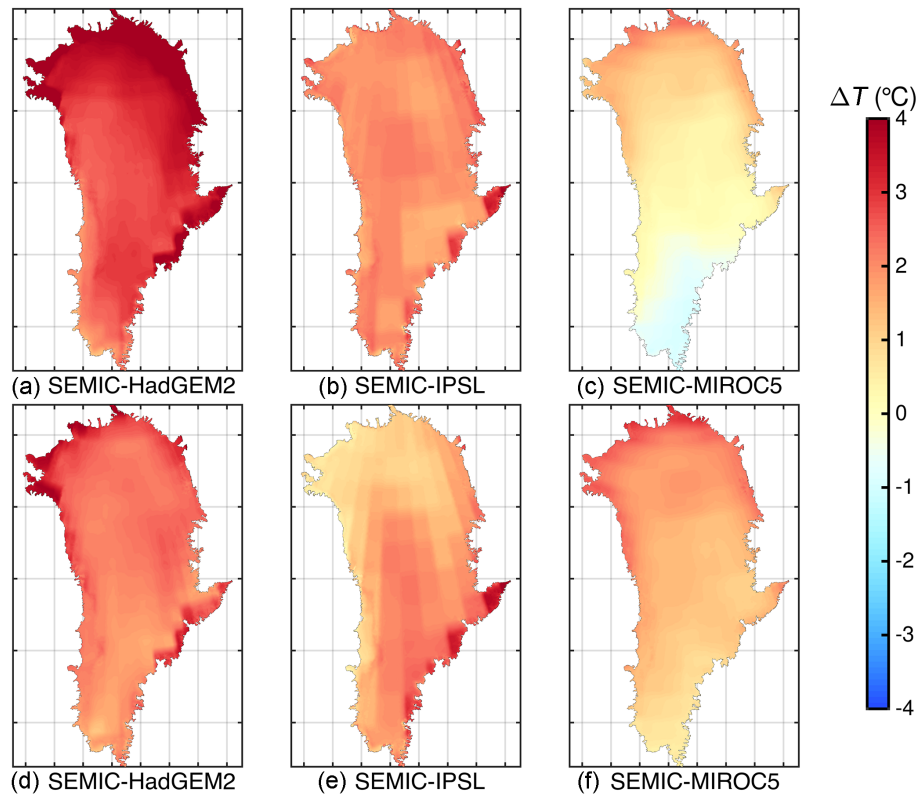 ΔT (°C)
4
3
2
1
0
-1
-2
-3
-4
(a) SEMIC-HadGEM2
(b) SEMIC-IPSL
(c) SEMIC-MIROC5
(d) SEMIC-HadGEM2
(e) SEMIC-IPSL
(f) SEMIC-MIROC5